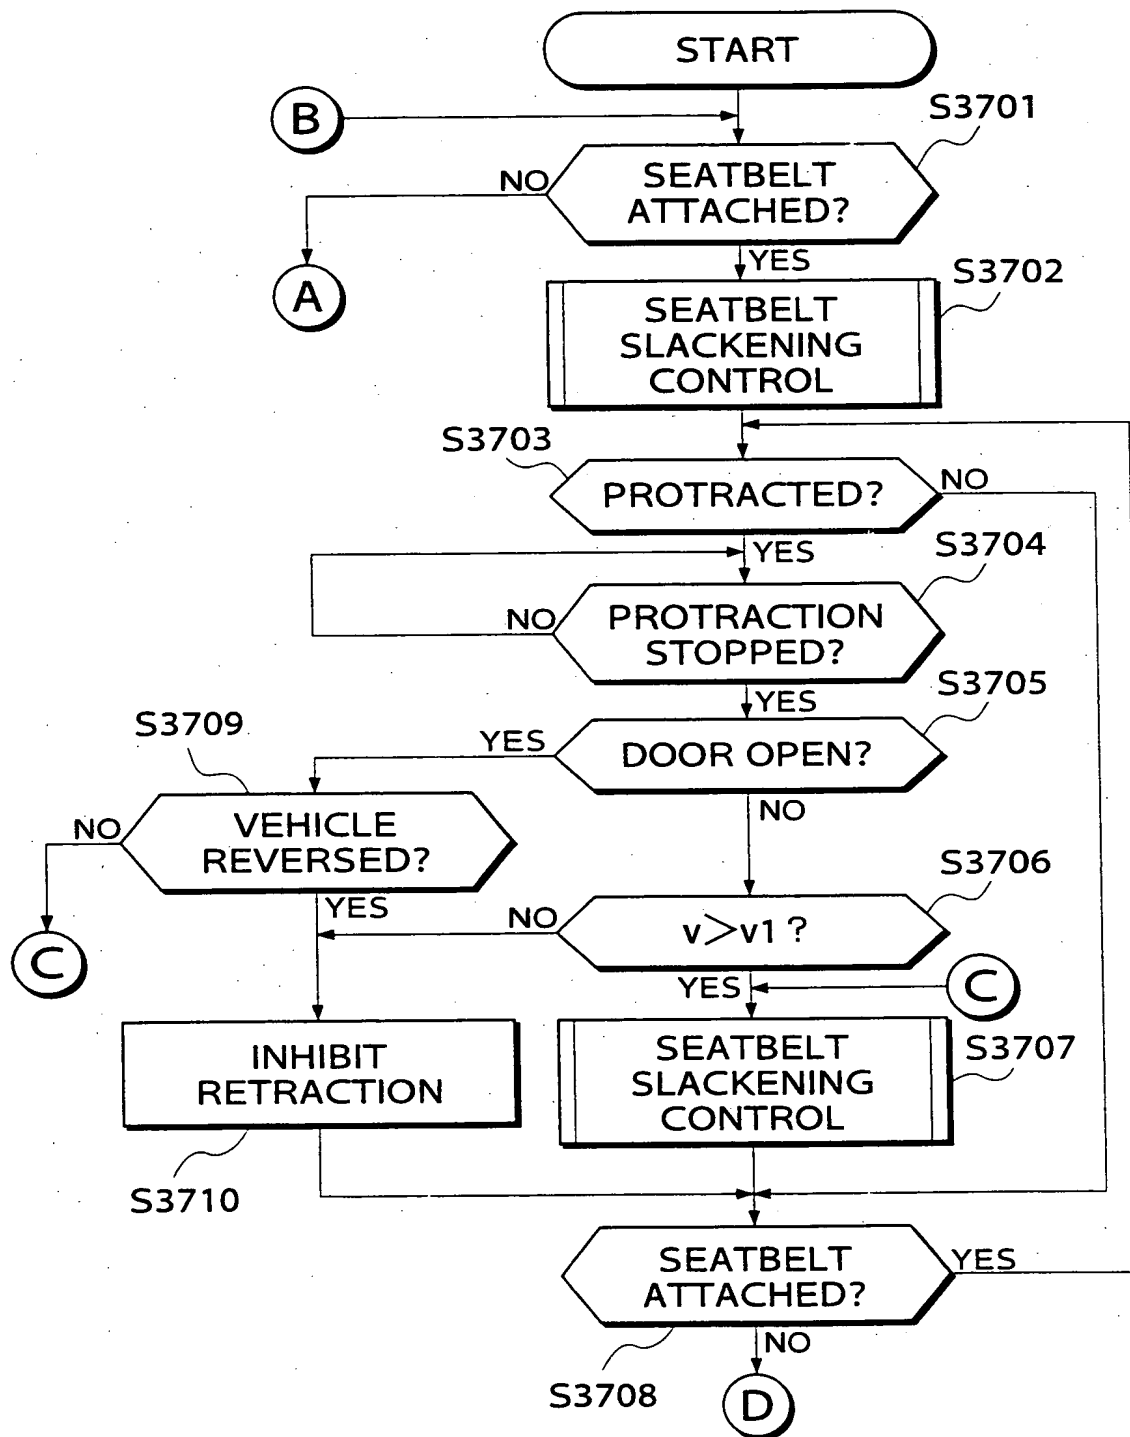 START
B
S3701
NO
SEATBELT
ATTACHED?
YES
A
S3702
SEATBELT
SLACKENING
CONTROL
S3703
PROTRACTED?
NO
YES
S3704
NO
PROTRACTION
STOPPED?
YES
S3705
S3709
YES
DOOR OPEN?
NO
NO
VEHICLE
REVERSED?
YES
S3706
NO
v>v1?
C
YES
C
INHIBIT
RETRACTION
S3707
SEATBELT
SLACKENING
CONTROL
S3710
SEATBELT
ATTACHED?
YES
NO
S3708
D